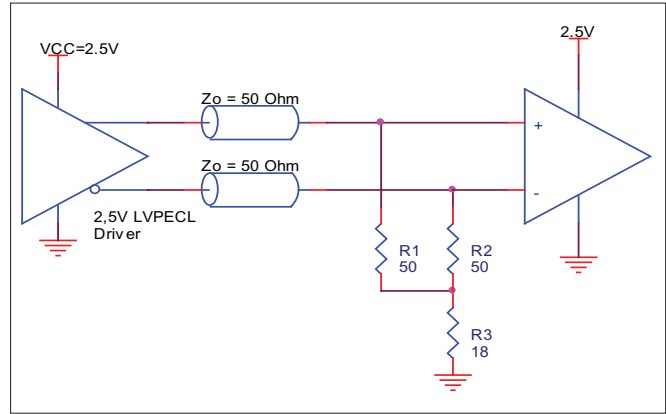 VCC=2.5V
2.5V
Zo = 50 Ohm
+
Zo = 50 Ohm
-
2,5V LVPECL
Driver
R1
50
R2
50
R3
18